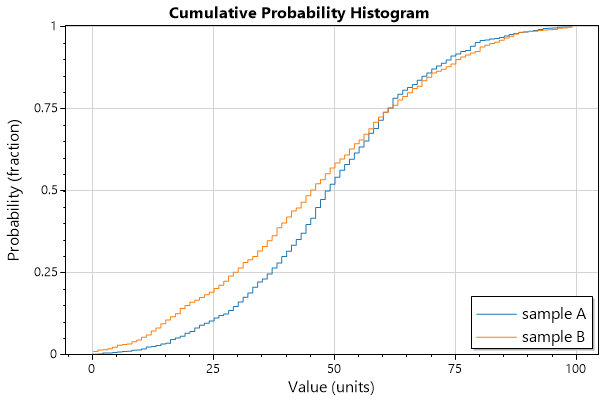 Cumulative Probability Histogram
1
0.75
0.5
0.25
0
Probability (fraction)
0 25 50 75 100
Value (units)
sample A
sample B